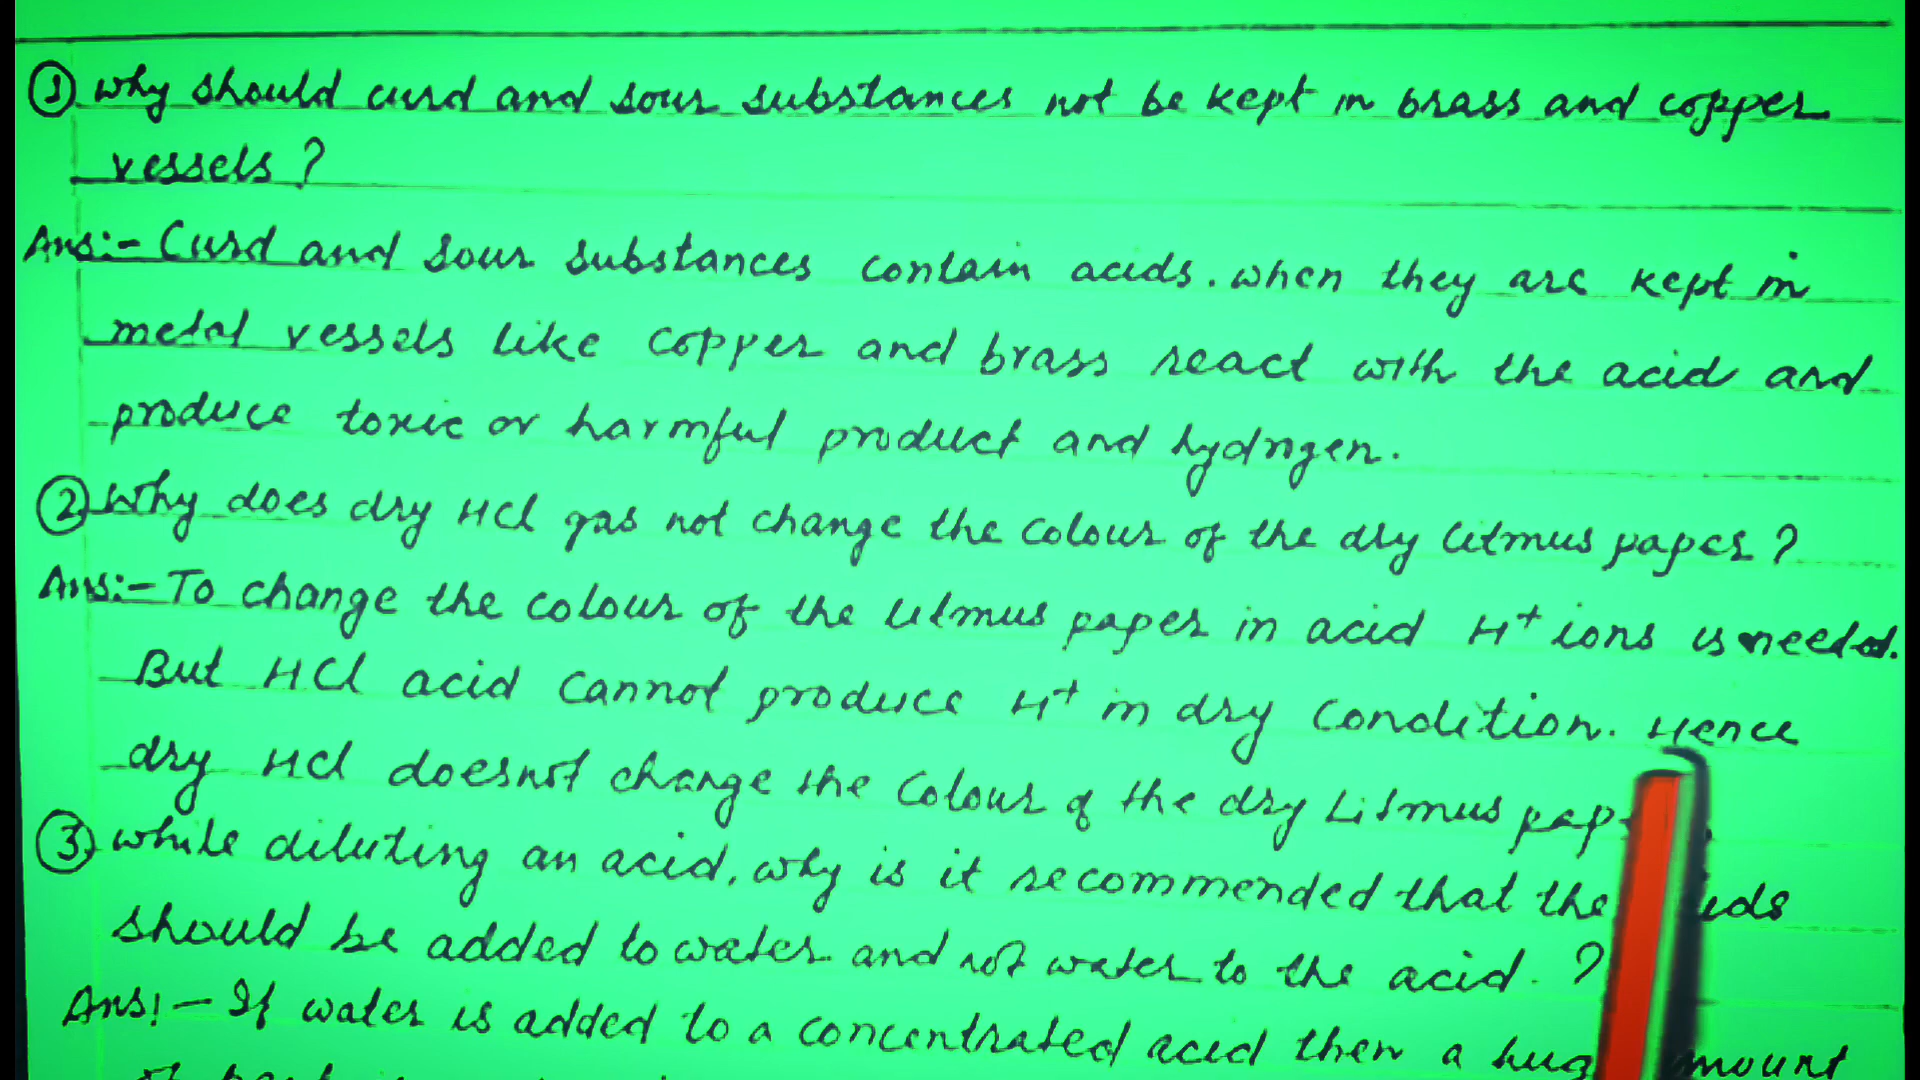 ① Why should curd and sour substances not be kept in brass and copper
vessels ?
Ans:- Curd and sour substances contain acids. when they are kept in
metal vessels like copper and brass react with the acid and
produce toxic or harmful product and hydrogen.
② Why does dry HCl gas not change the colour of the dry litmus paper ?
Ans:- To change the colour of the litmus paper in acid H⁺ ions is needed.
But HCl acid cannot produce H⁺ in dry condition. Hence
dry HCl doesnot change the colour of the dry Litmus pap
③ while diluting an acid, why is it recommended that the
should be added to water and not water to the acid. ?
Ans:- If water is added to a concentrated acid then a